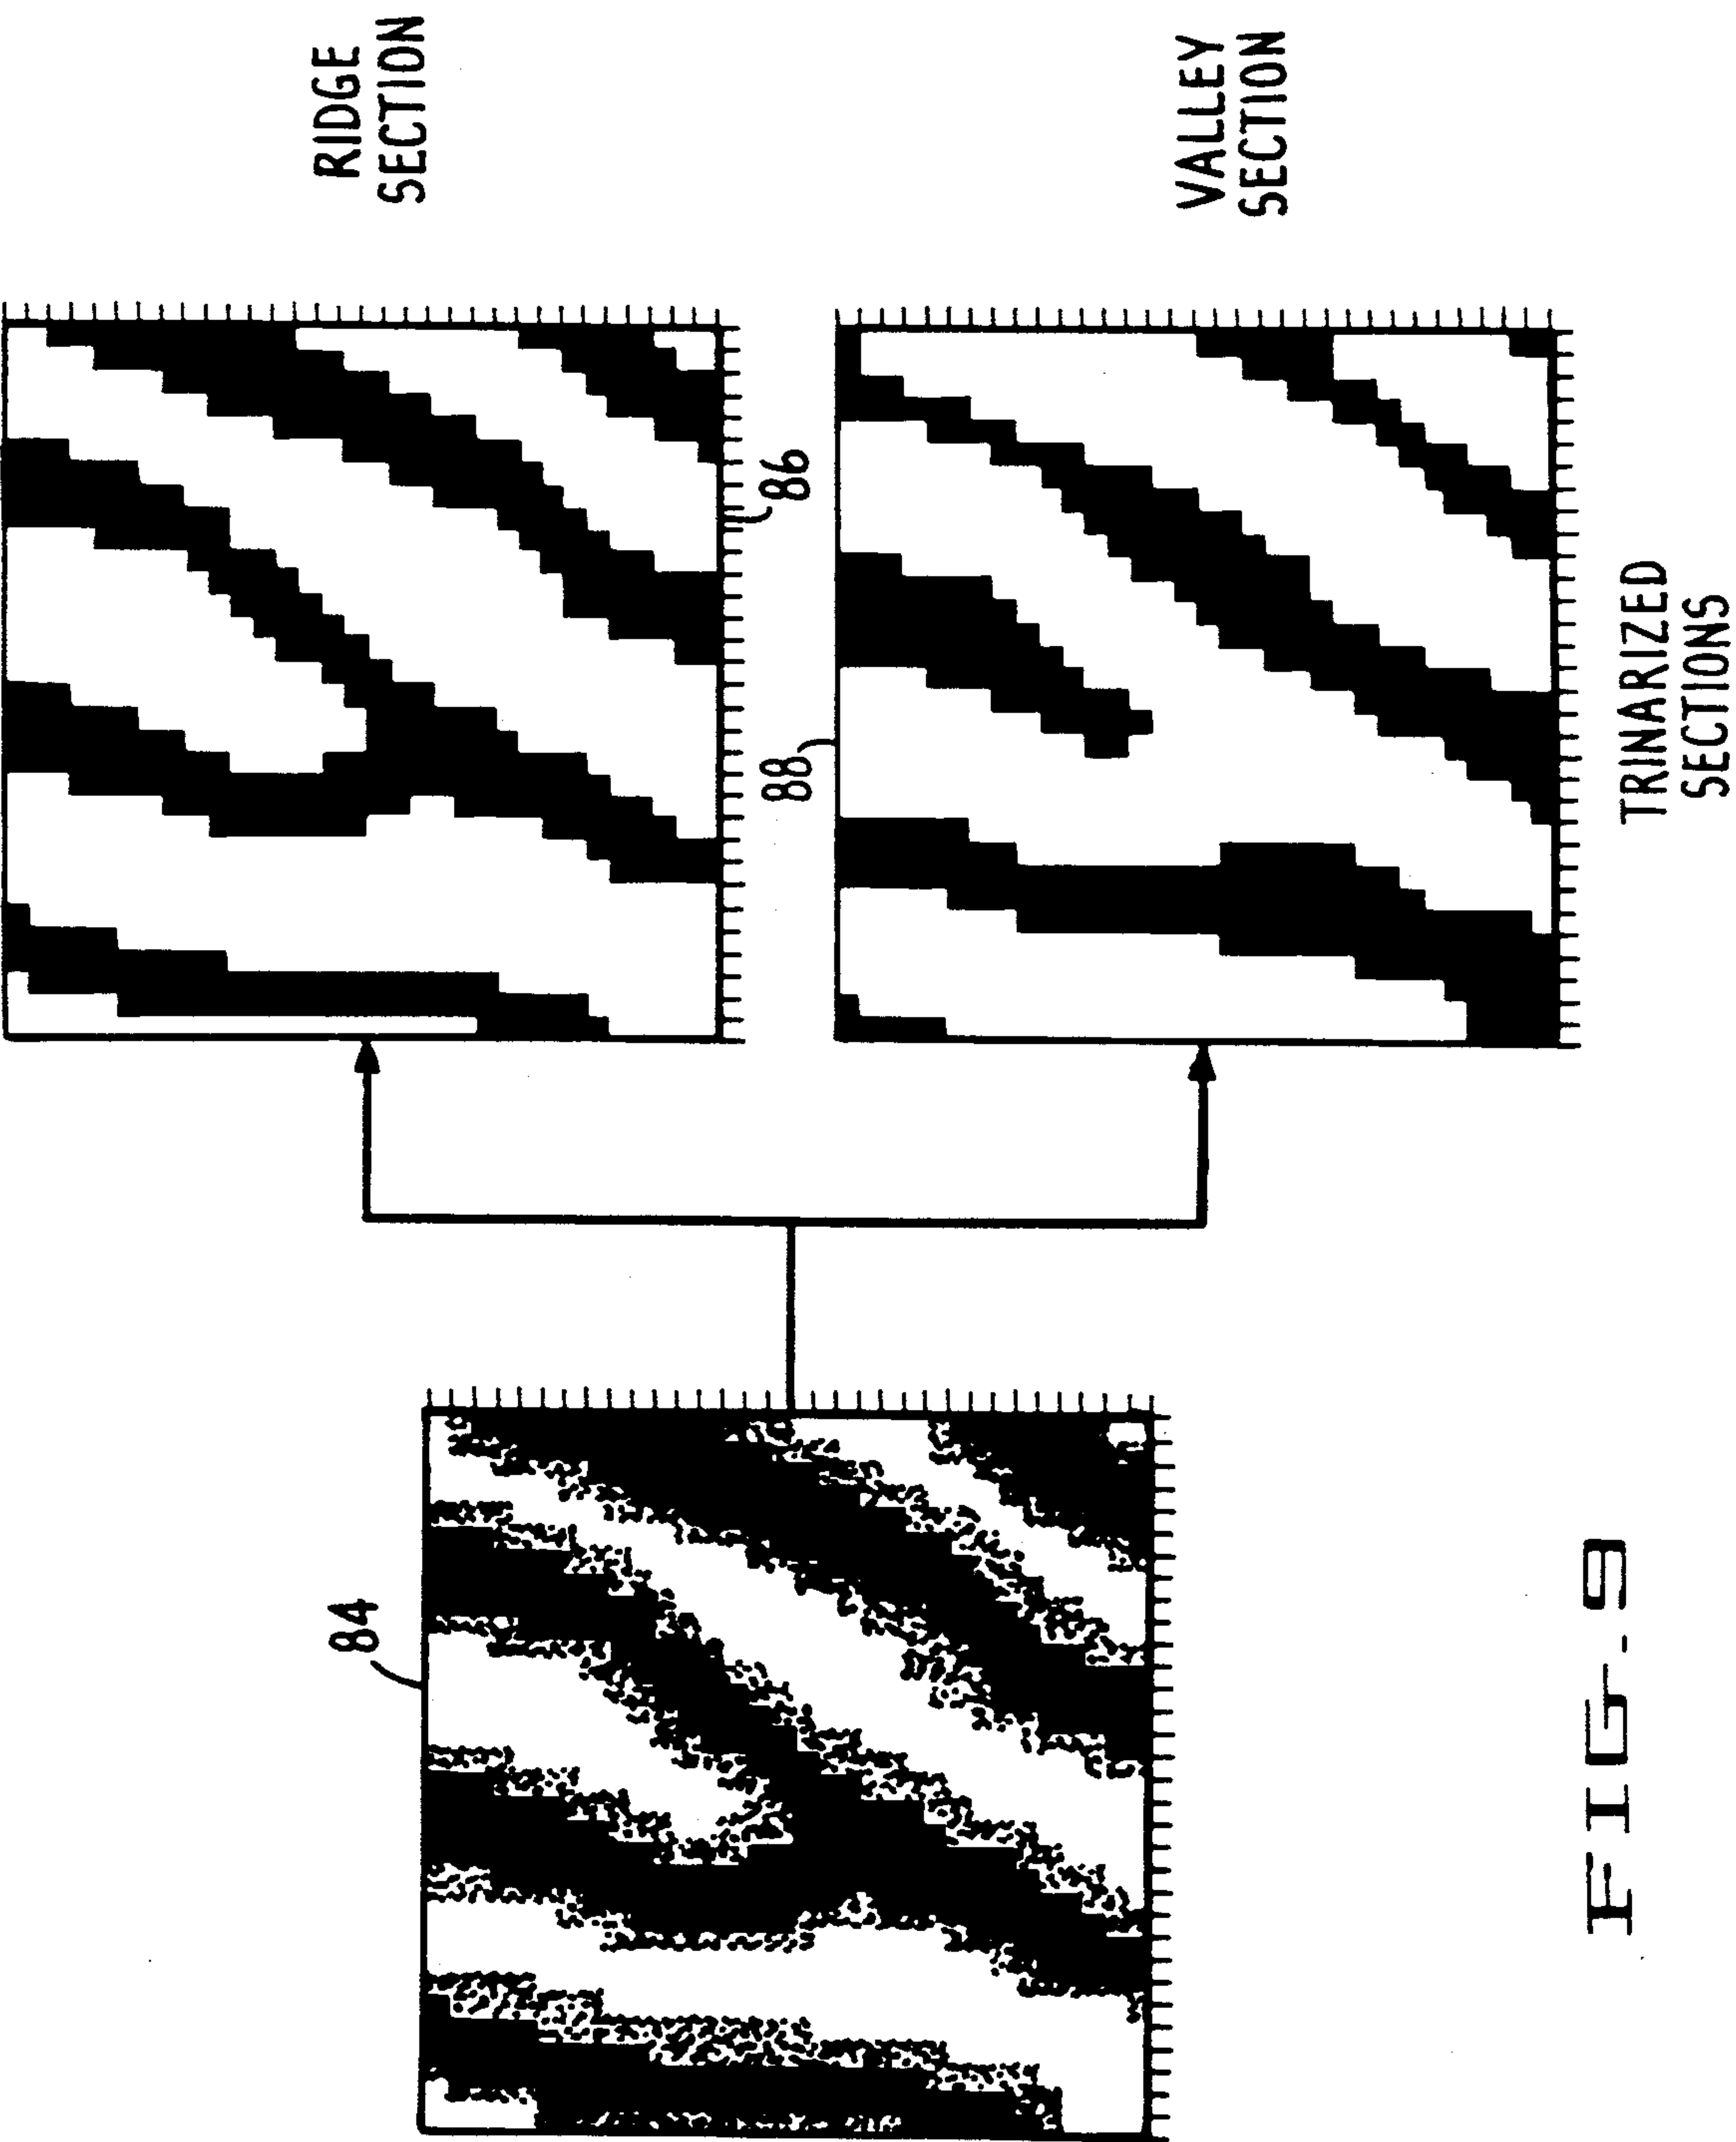 RIDGE
SECTION
86
VALLEY
SECTION
88
TRINARIZED
SECTIONS
84
FIG. 9